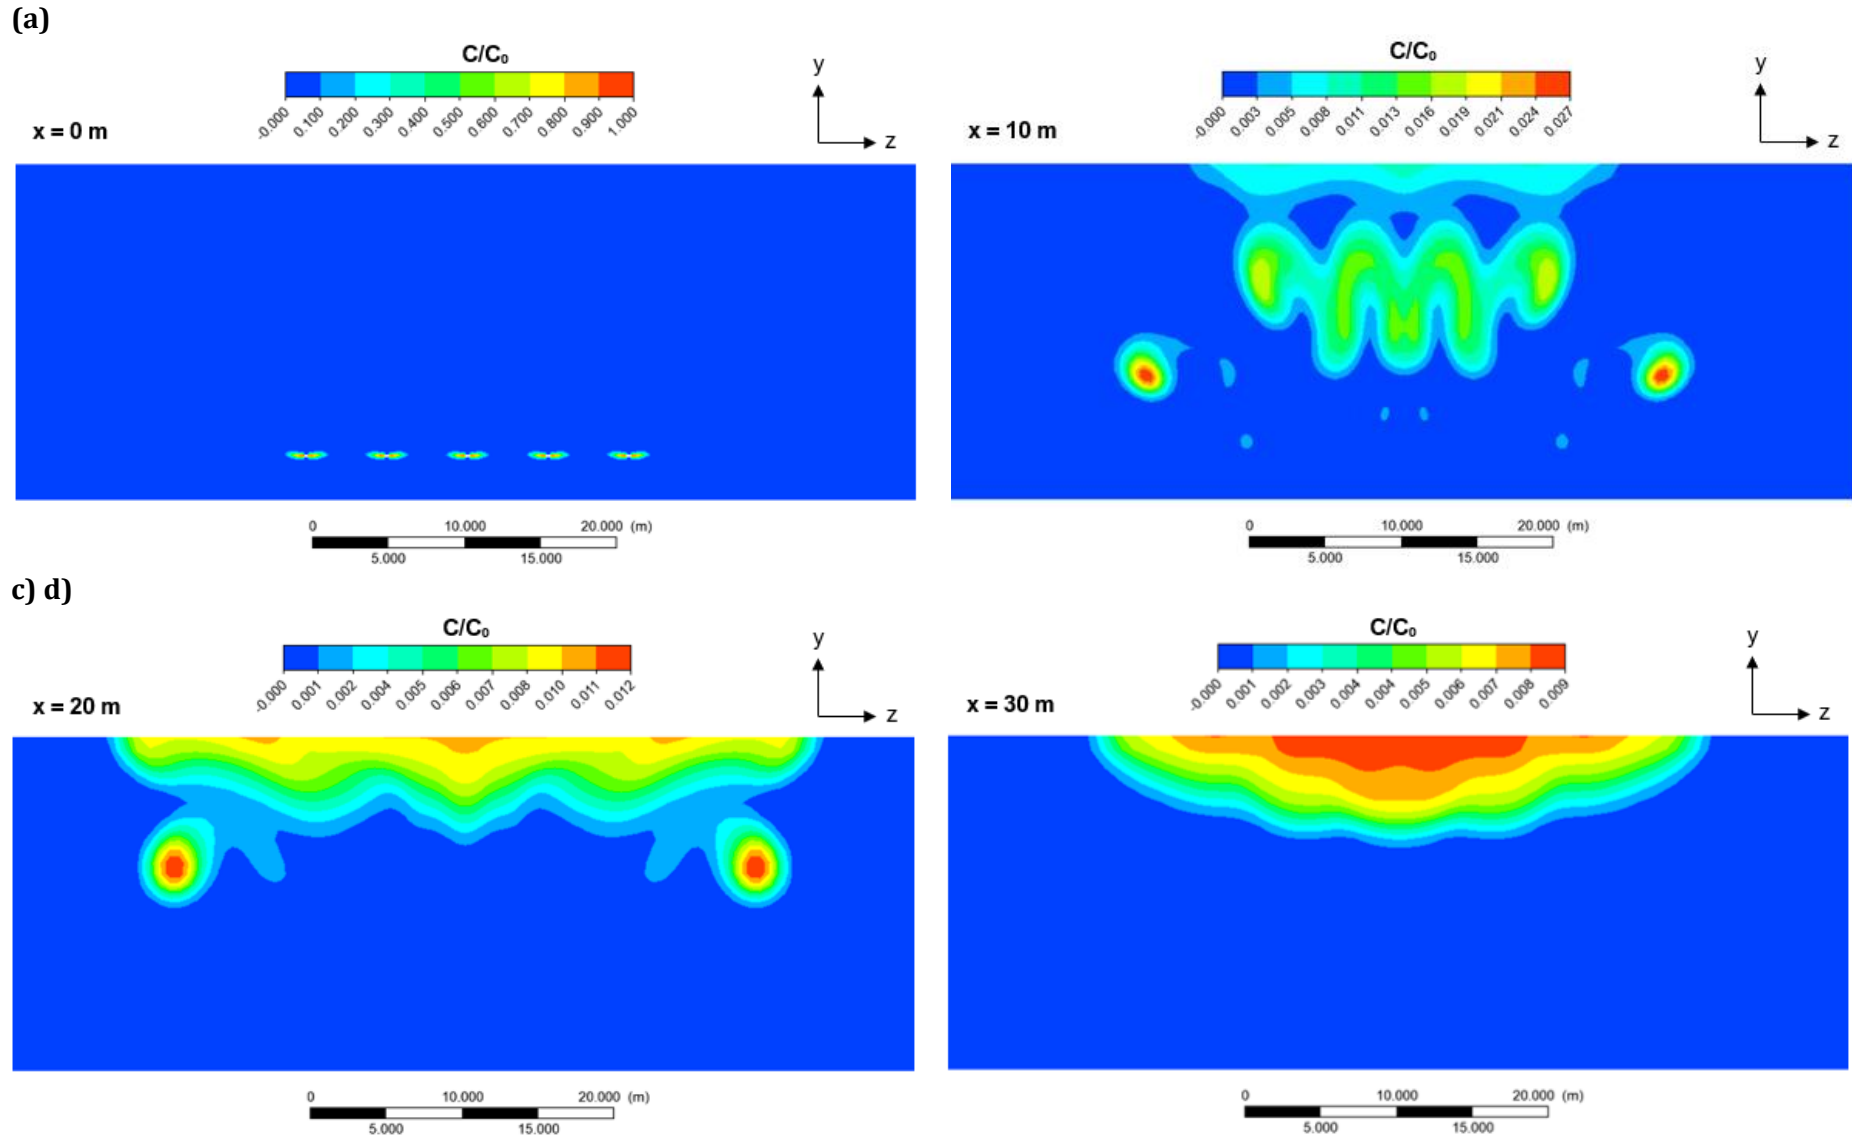 (a)
C/C₀
-0.000 0.100 0.200 0.300 0.400 0.500 0.600 0.700 0.800 0.900 1.000
x = 0 m
y
z
0 10.000 20.000 (m)
5.000 15.000
C/C₀
-0.000 0.003 0.005 0.008 0.011 0.013 0.016 0.019 0.021 0.024 0.027
x = 10 m
y
z
0 10.000 20.000 (m)
5.000 15.000
c) d)
C/C₀
-0.000 0.001 0.002 0.004 0.005 0.006 0.007 0.008 0.010 0.011 0.012
x = 20 m
y
z
0 10.000 20.000 (m)
5.000 15.000
C/C₀
-0.000 0.001 0.002 0.003 0.004 0.004 0.005 0.006 0.007 0.008 0.009
x = 30 m
y
z
0 10.000 20.000 (m)
5.000 15.000